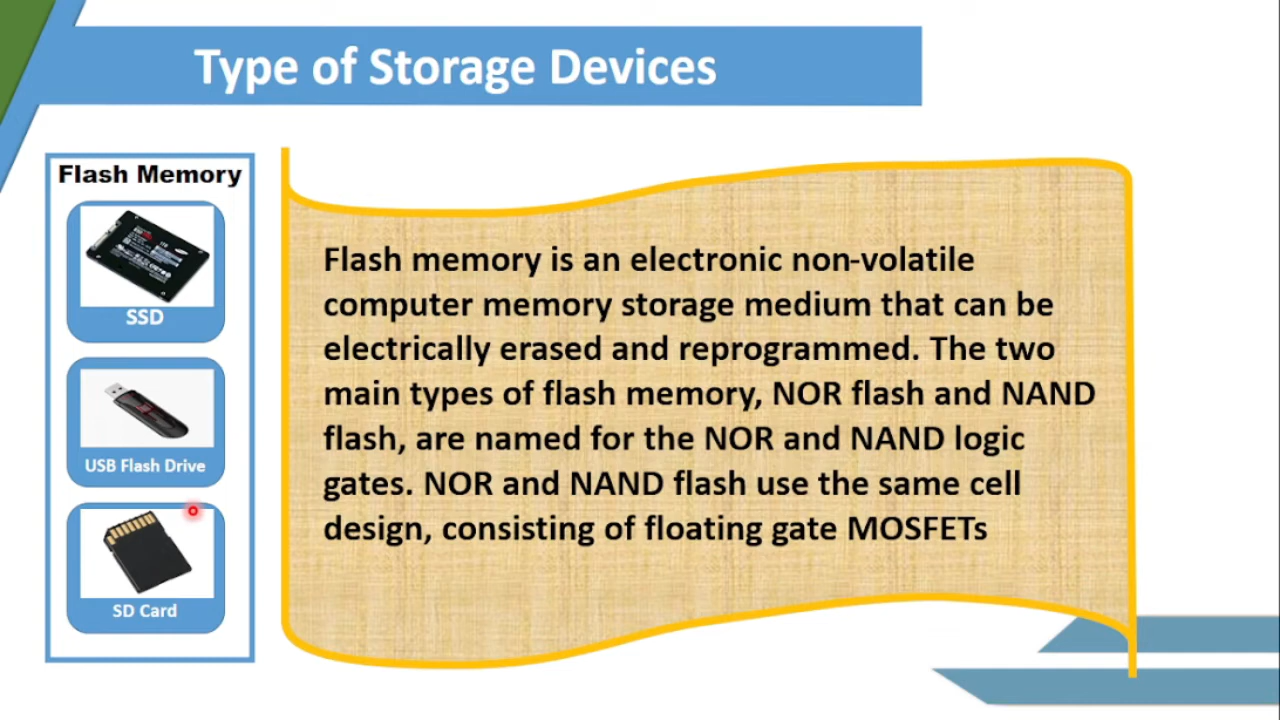 Type of Storage Devices
Flash Memory
SSD
USB Flash Drive
SD Card
Flash memory is an electronic non-volatile
computer memory storage medium that can be
electrically erased and reprogrammed. The two
main types of flash memory, NOR flash and NAND
flash, are named for the NOR and NAND logic
gates. NOR and NAND flash use the same cell
design, consisting of floating gate MOSFETs